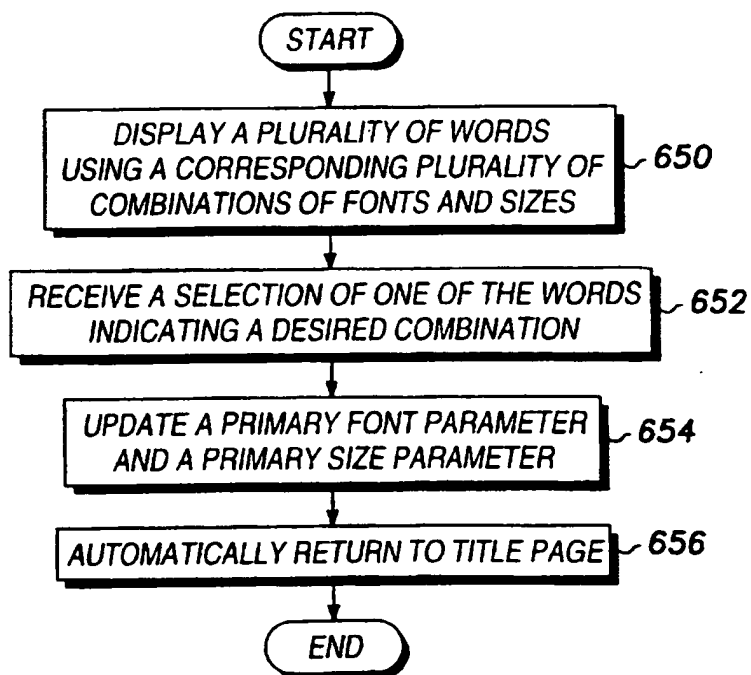 START
DISPLAY A PLURALITY OF WORDS
USING A CORRESPONDING PLURALITY OF
COMBINATIONS OF FONTS AND SIZES
650
RECEIVE A SELECTION OF ONE OF THE WORDS
INDICATING A DESIRED COMBINATION
652
UPDATE A PRIMARY FONT PARAMETER
AND A PRIMARY SIZE PARAMETER
654
AUTOMATICALLY RETURN TO TITLE PAGE
656
END